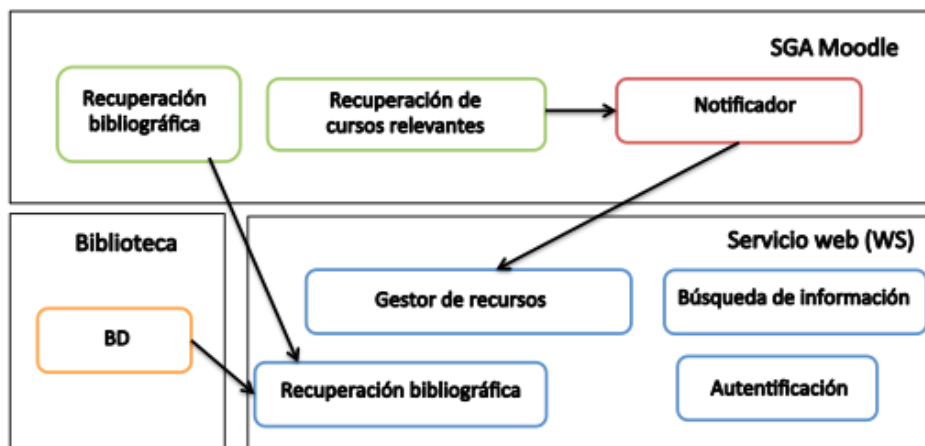 SGA Moodle
Recuperación
bibliográfica
Recuperación de
cursos relevantes
Notificador
Biblioteca
BD
Servicio web (WS)
Gestor de recursos
Búsqueda de información
Recuperación bibliográfica
Autentificación